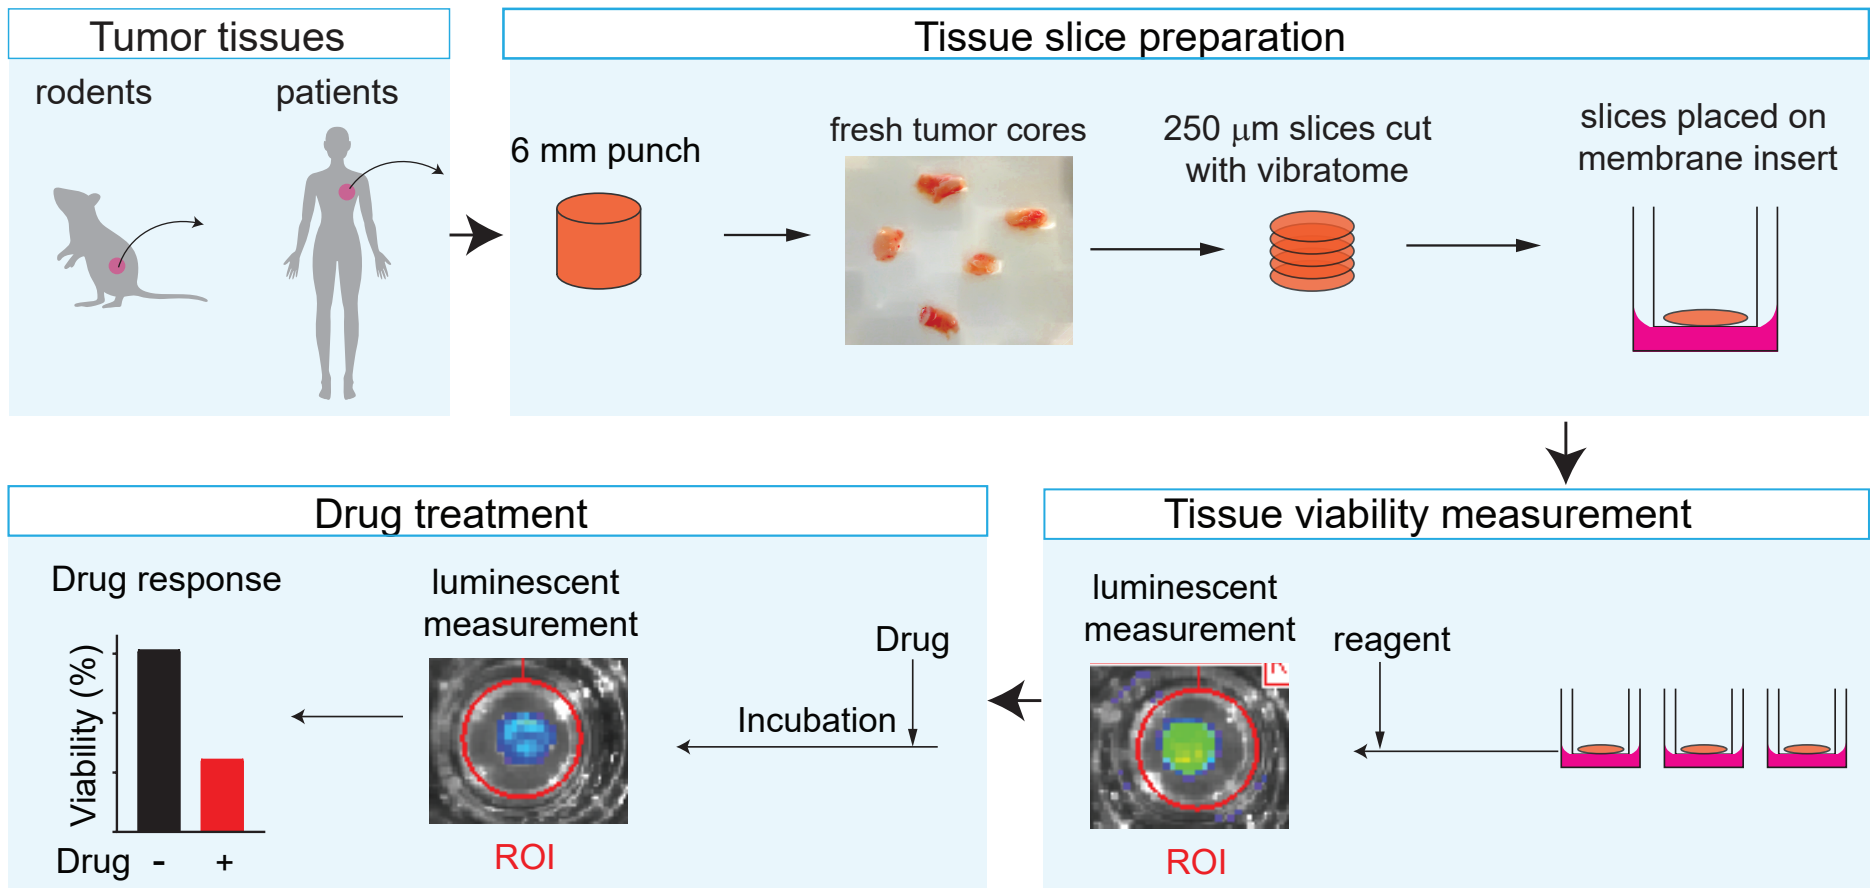 Tumor tissues
rodents
patients
Tissue slice preparation
6 mm punch
fresh tumor cores
250 μm slices cut
with vibratome
slices placed on
membrane insert
Drug treatment
Drug response
Viability (%)
Drug - +
luminescent
measurement
ROI
Drug
Incubation
Tissue viability measurement
luminescent
measurement
ROI
reagent